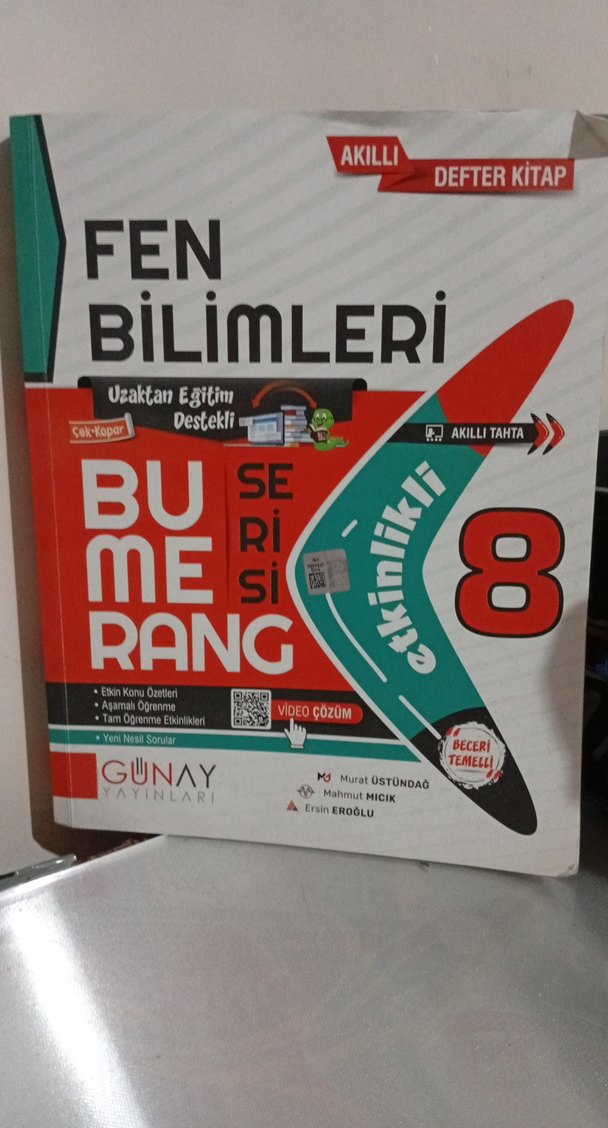 AKILLI
DEFTER KİTAP
FEN
BİLİMLERİ
Uzaktan Eğitim
Destekli
Çek-Kopar
AKILLI TAHTA
BU
ME
RANG
SE
Rİ
Sİ
etkinlikli
8
• Etkin Konu Özetleri
• Aşamalı Öğrenme
• Tam Öğrenme Etkinlikleri
• Yeni Nesil Sorular
VİDEO ÇÖZÜM
BECERİ
TEMELLİ
GÜNAY
YAYINLARI
Murat ÜSTÜNDAĞ
Mahmut MICIK
Ersin EROĞLU